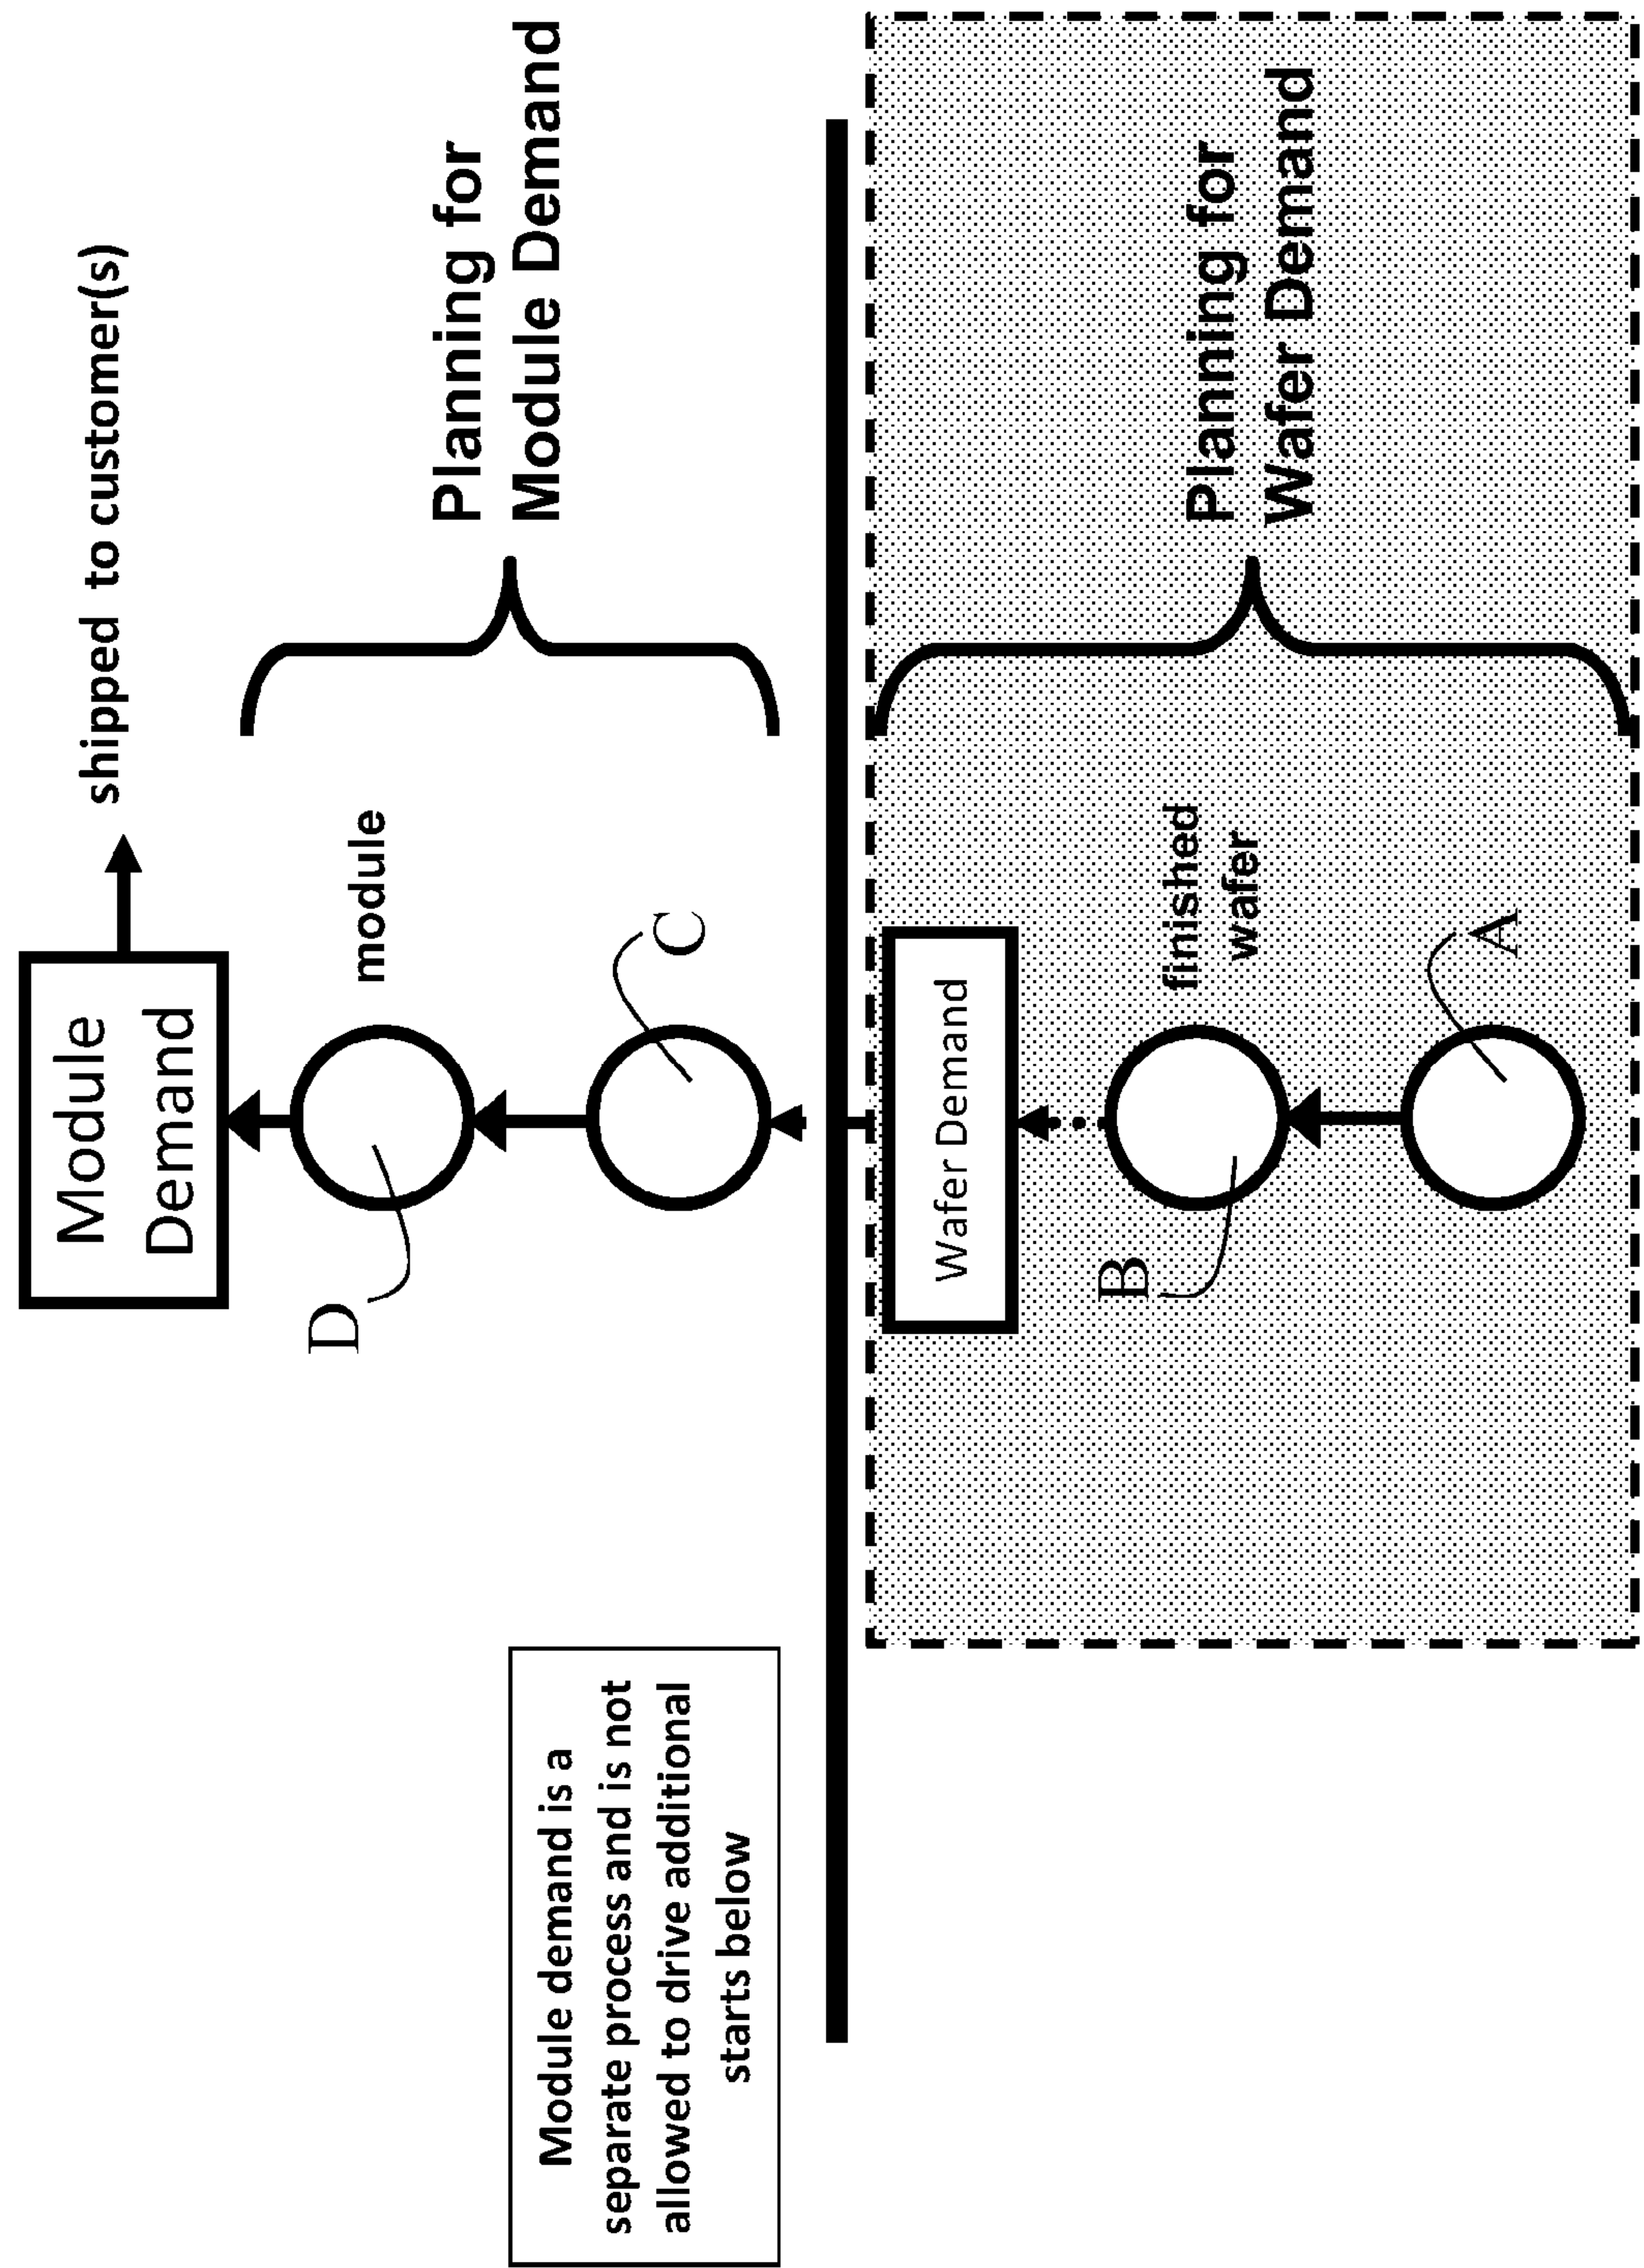 Module
Demand
shipped to customer(s)
D
module
C
Planning for
Module Demand
Module demand is a
separate process and is not
allowed to drive additional
starts below
Wafer Demand
B
finished
wafer
A
Planning for
Wafer Demand